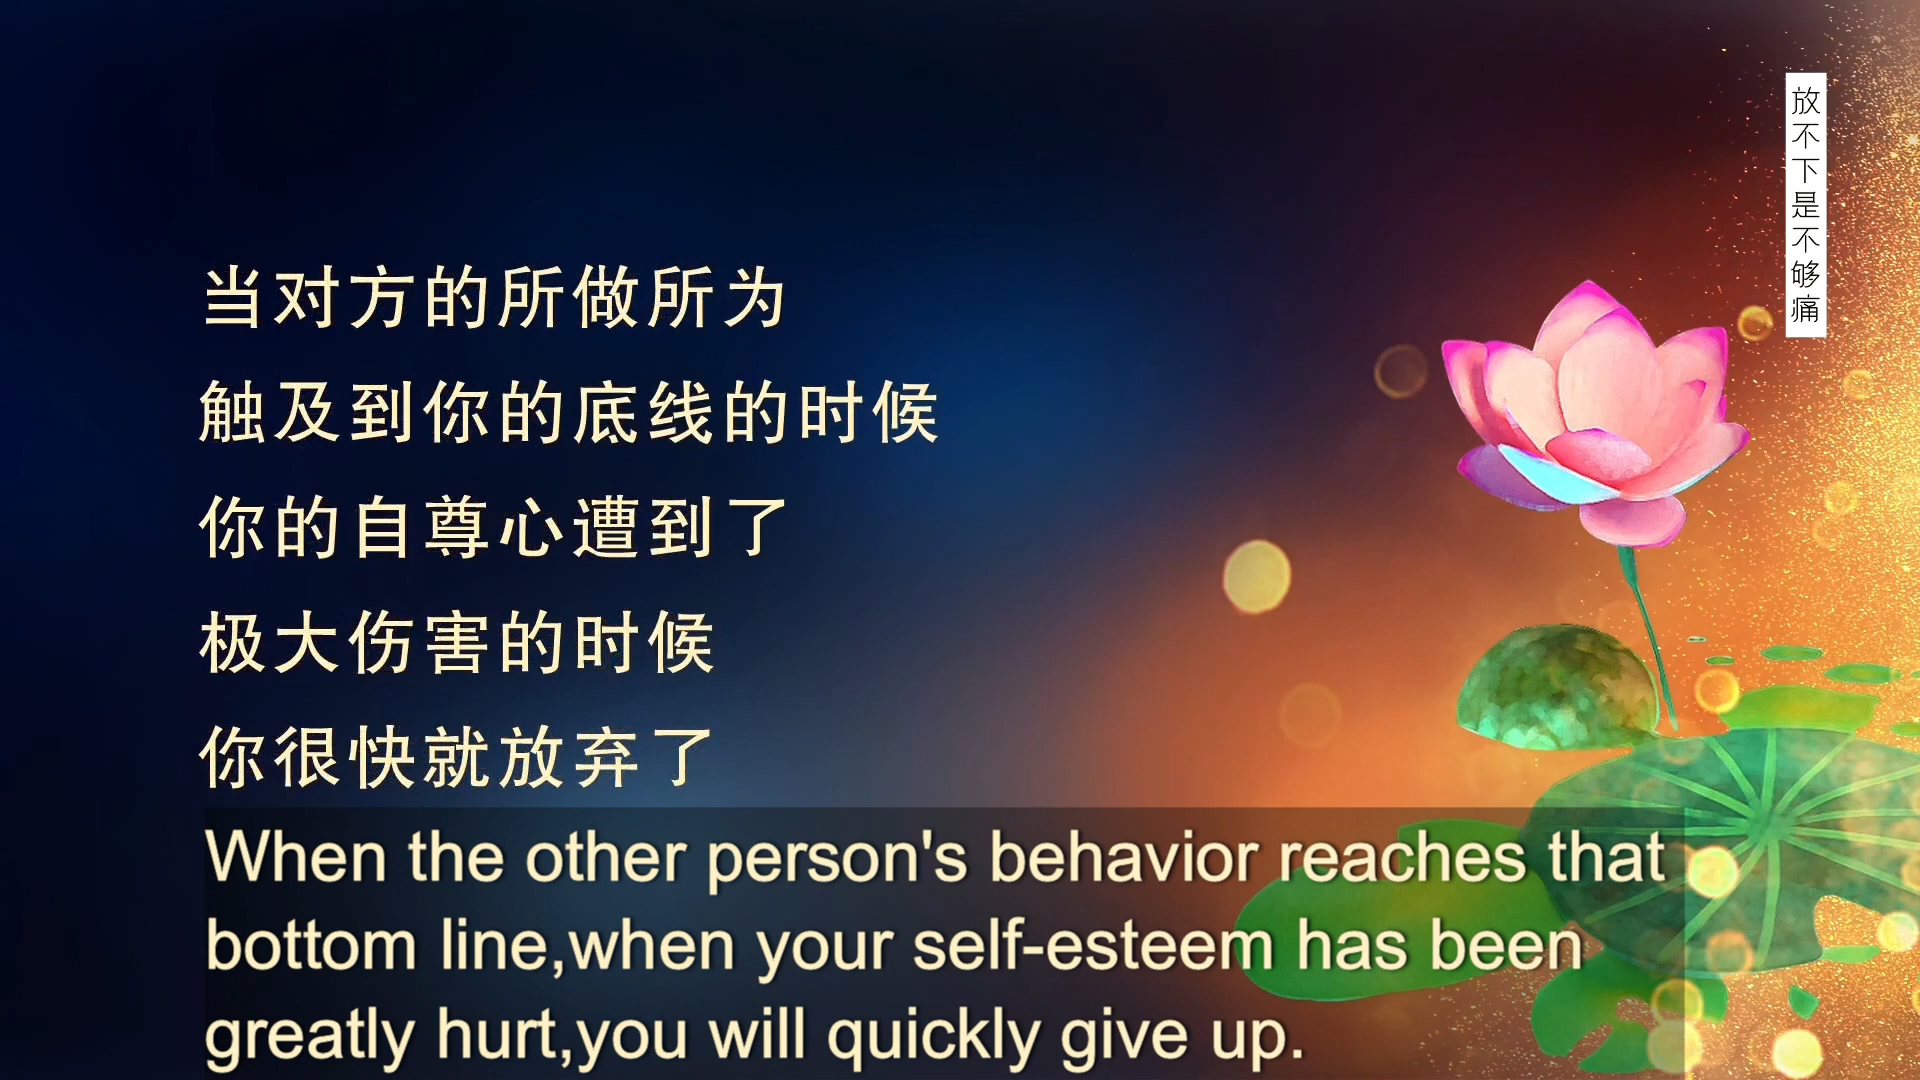 放不下是不够痛
当对方的所做所为
触及到你的底线的时候
你的自尊心遭到了
极大伤害的时候
你很快就放弃了
When the other person's behavior reaches that
bottom line,when your self-esteem has been
greatly hurt,you will quickly give up.